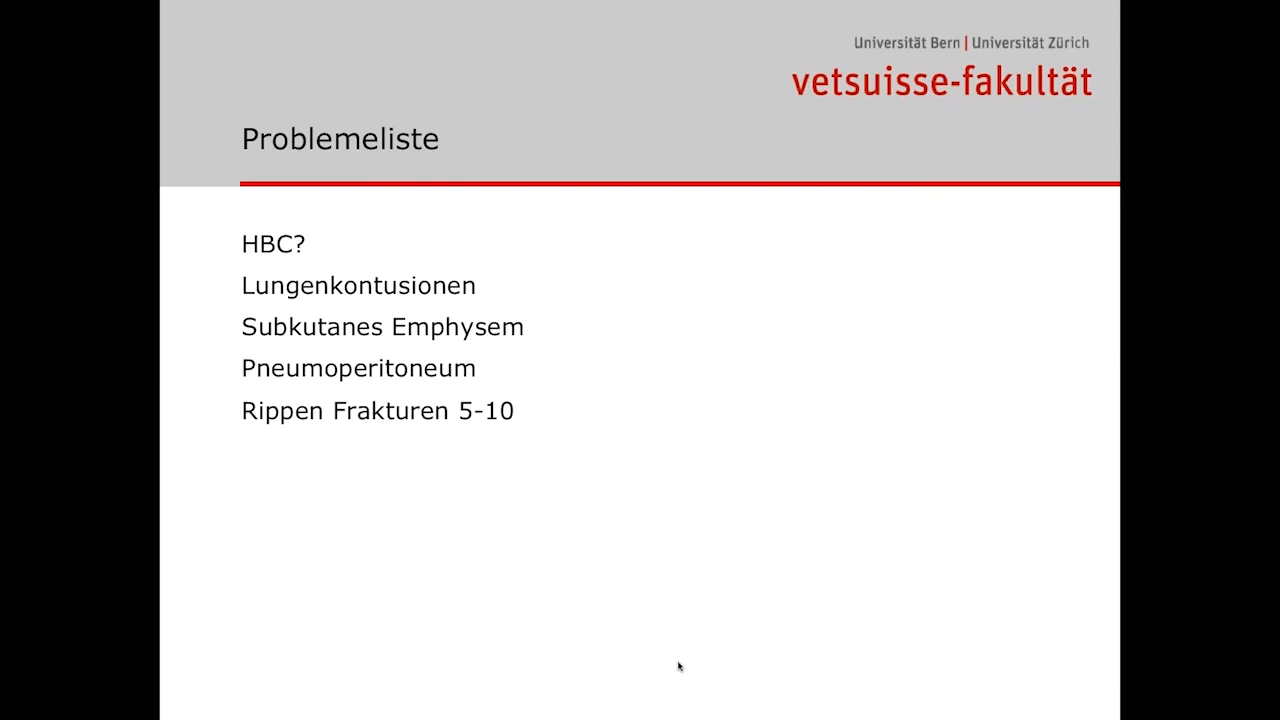 Universität Bern | Universität Zürich
vetsuisse-fakultät
Problemeliste
HBC?
Lungenkontusionen
Subkutanes Emphysem
Pneumoperitoneum
Rippen Frakturen 5-10